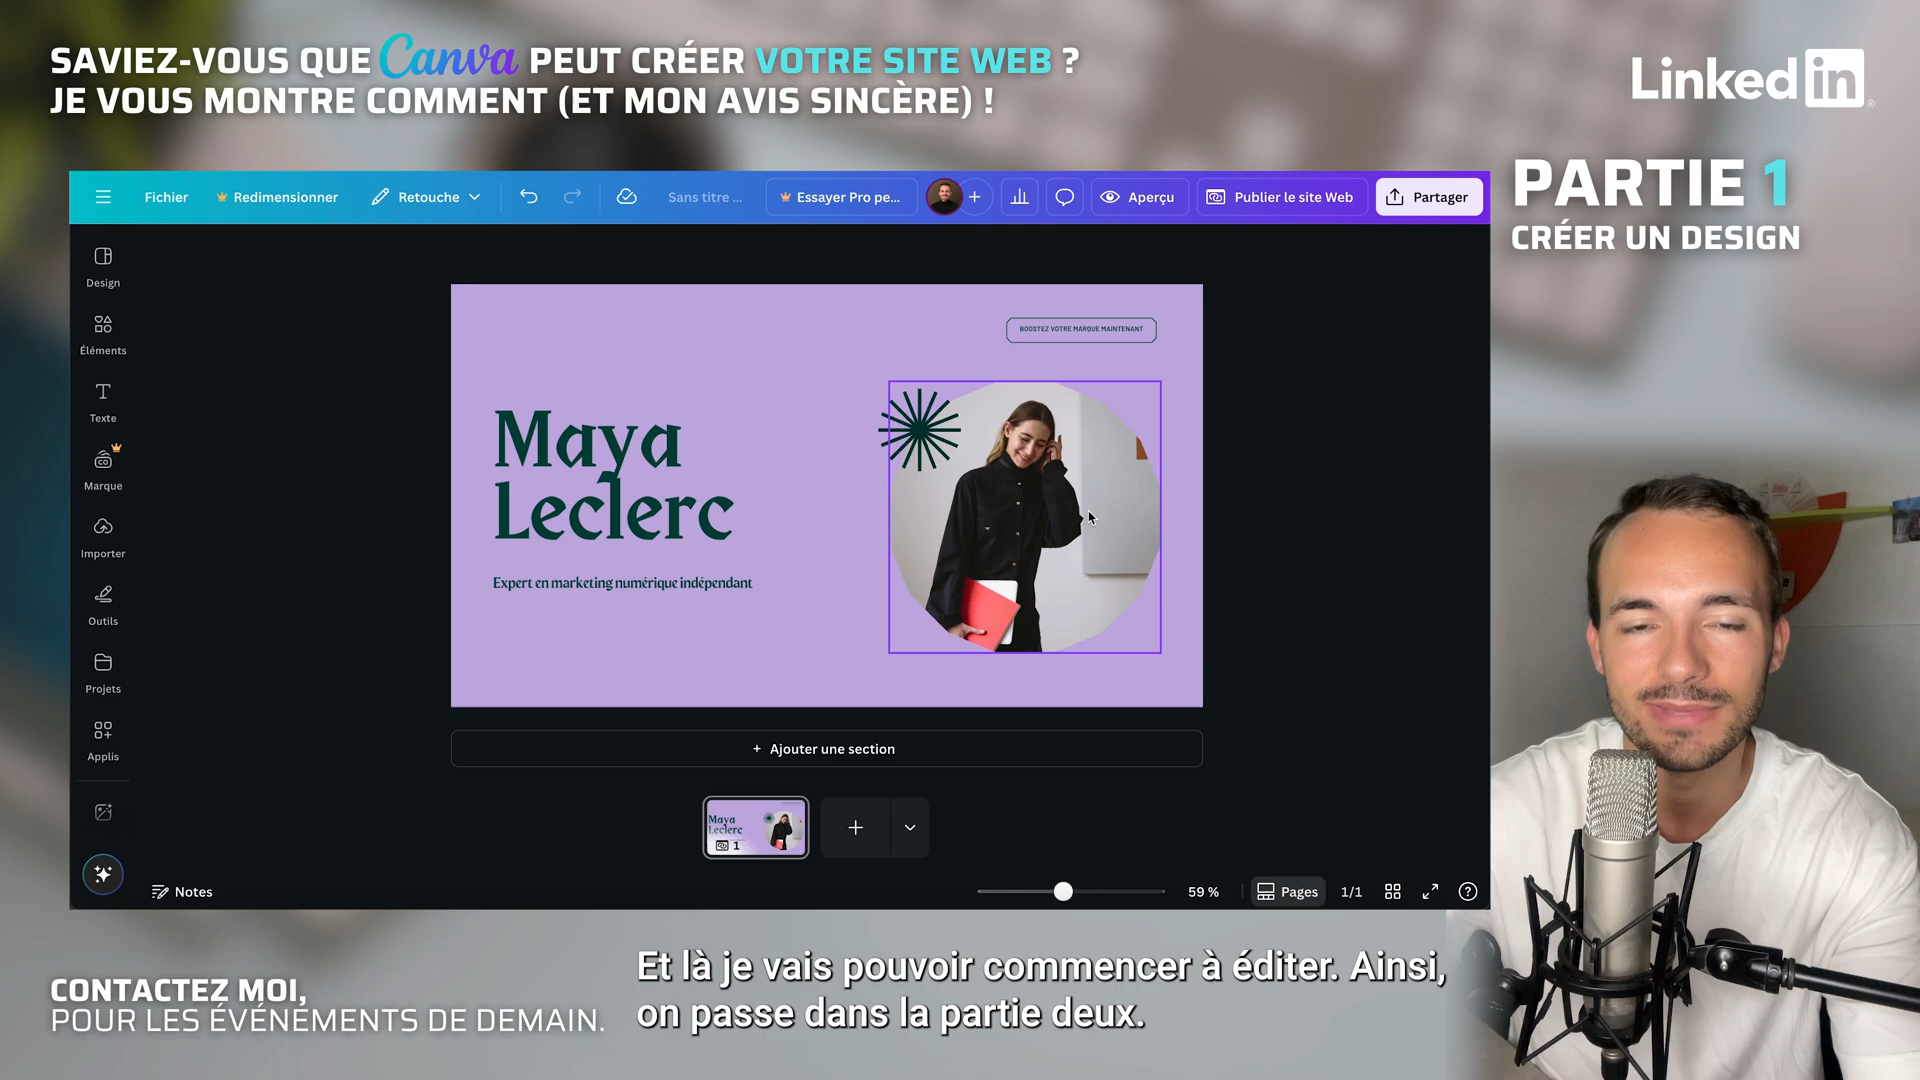 SAVIEZ-VOUS QUE Canva PEUT CRÉER VOTRE SITE WEB ?
JE VOUS MONTRE COMMENT (ET MON AVIS SINCÈRE) !
Linked in ®
PARTIE 1
CRÉER UN DESIGN
Fichier
Redimensionner
Retouche
Sans titre ...
Essayer Pro pe...
Aperçu
Publier le site Web
Partager
Design
Éléments
Texte
Marque
Importer
Outils
Projets
Applis
BOOSTEZ VOTRE MARQUE MAINTENANT
Maya
Leclerc
Expert en marketing numérique indépendant
+ Ajouter une section
Maya
Leclerc
1
Notes
59 %
Pages
1/1
Et là je vais pouvoir commencer à éditer. Ainsi,
on passe dans la partie deux.
CONTACTEZ MOI,
POUR LES ÉVÉNEMENTS DE DEMAIN.